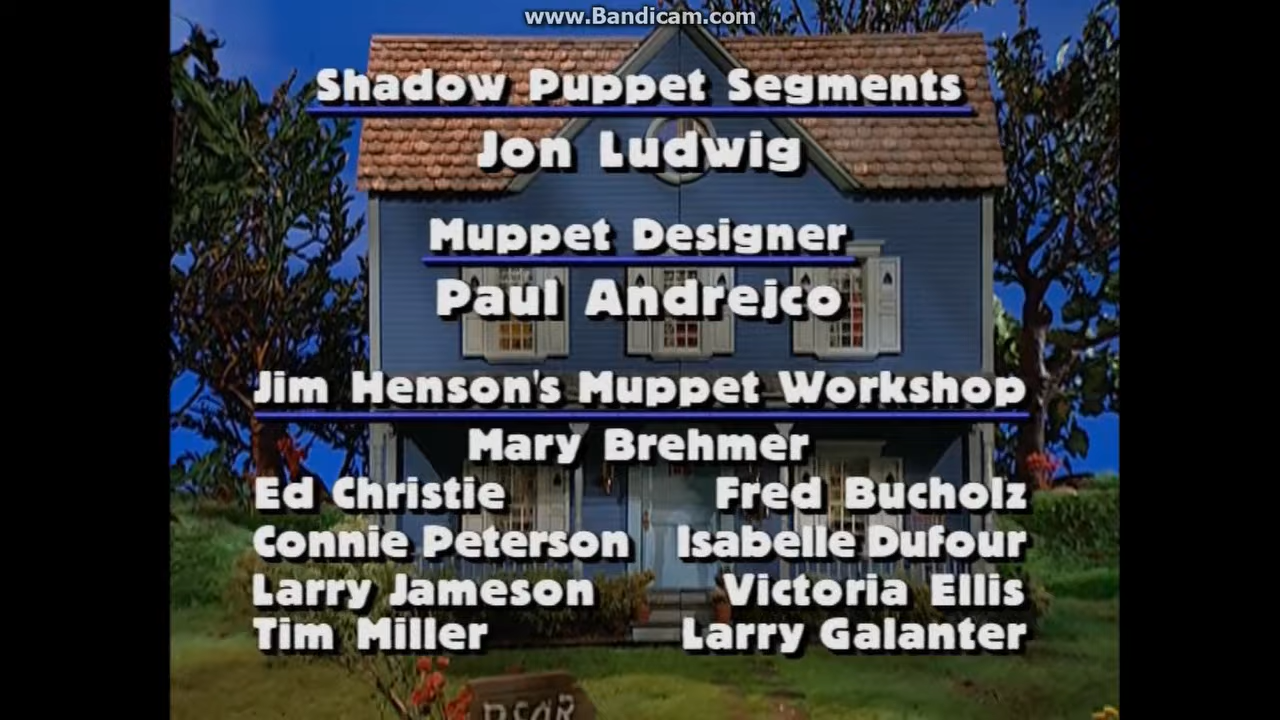 www.Bandicam.com
Shadow Puppet Segments
Jon Ludwig
Muppet Designer
Paul Andrejco
Jim Henson's Muppet Workshop
Mary Brehmer
Ed Christie Fred Bucholz
Connie Peterson Isabelle Dufour
Larry Jameson Victoria Ellis
Tim Miller Larry Galanter
BEAR